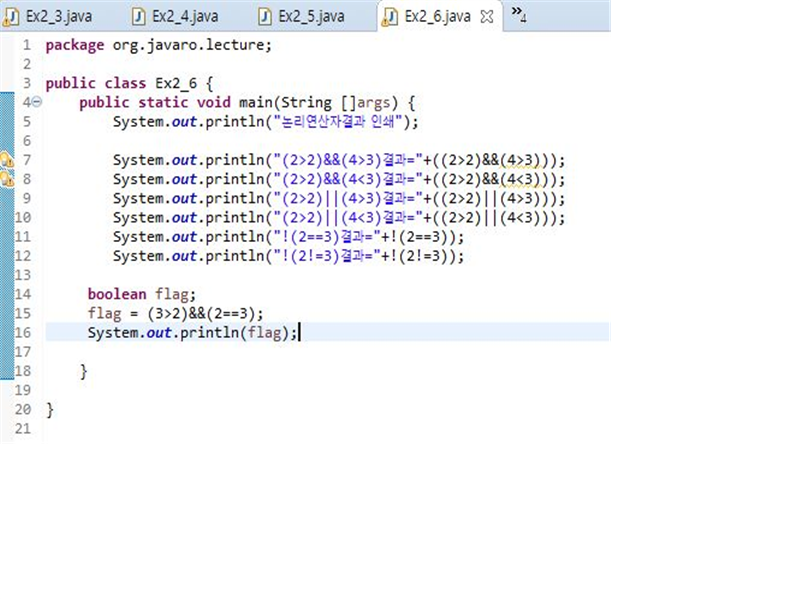 Ex2_3.java Ex2_4.java Ex2_5.java Ex2_6.java »4
1 package org.javaro.lecture;
2
3 public class Ex2_6 {
4 public static void main(String []args) {
5 System.out.println("논리연산자결과 인쇄");
6
7 System.out.println("(2>2)&&(4>3)결과="+((2>2)&&(4>3)));
8 System.out.println("(2>2)&&(4<3)결과="+((2>2)&&(4<3)));
9 System.out.println("(2>2)||(4>3)결과="+((2>2)||(4>3)));
10 System.out.println("(2>2)||(4<3)결과="+((2>2)||(4<3)));
11 System.out.println("!(2==3)결과="+!(2==3));
12 System.out.println("!(2!=3)결과="+!(2!=3));
13
14 boolean flag;
15 flag = (3>2)&&(2==3);
16 System.out.println(flag);
17
18 }
19
20 }
21